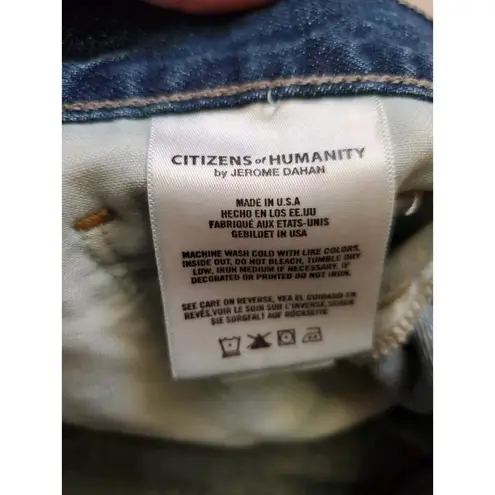 CITIZENS of HUMANITY
by JEROME DAHAN
MADE IN U.S.A
HECHO EN LOS EE.UU
FABRIQUÉ AUX ETATS-UNIS
GEBILDET IN USA
MACHINE WASH COLD WITH LIKE COLORS,
INSIDE OUT, DO NOT BLEACH, TUMBLE DRY
LOW, IRON MEDIUM IF NECESSARY. IF
DECORATED OR PRINTED DO NOT IRON.
SEE CARE ON REVERSE, VEA EL CUIDADO EN
REVÉS,VOIR LE SOIN SUR L'INVERSE,SEHEN
SIE SORGFALT AUF RÜCKSEITE